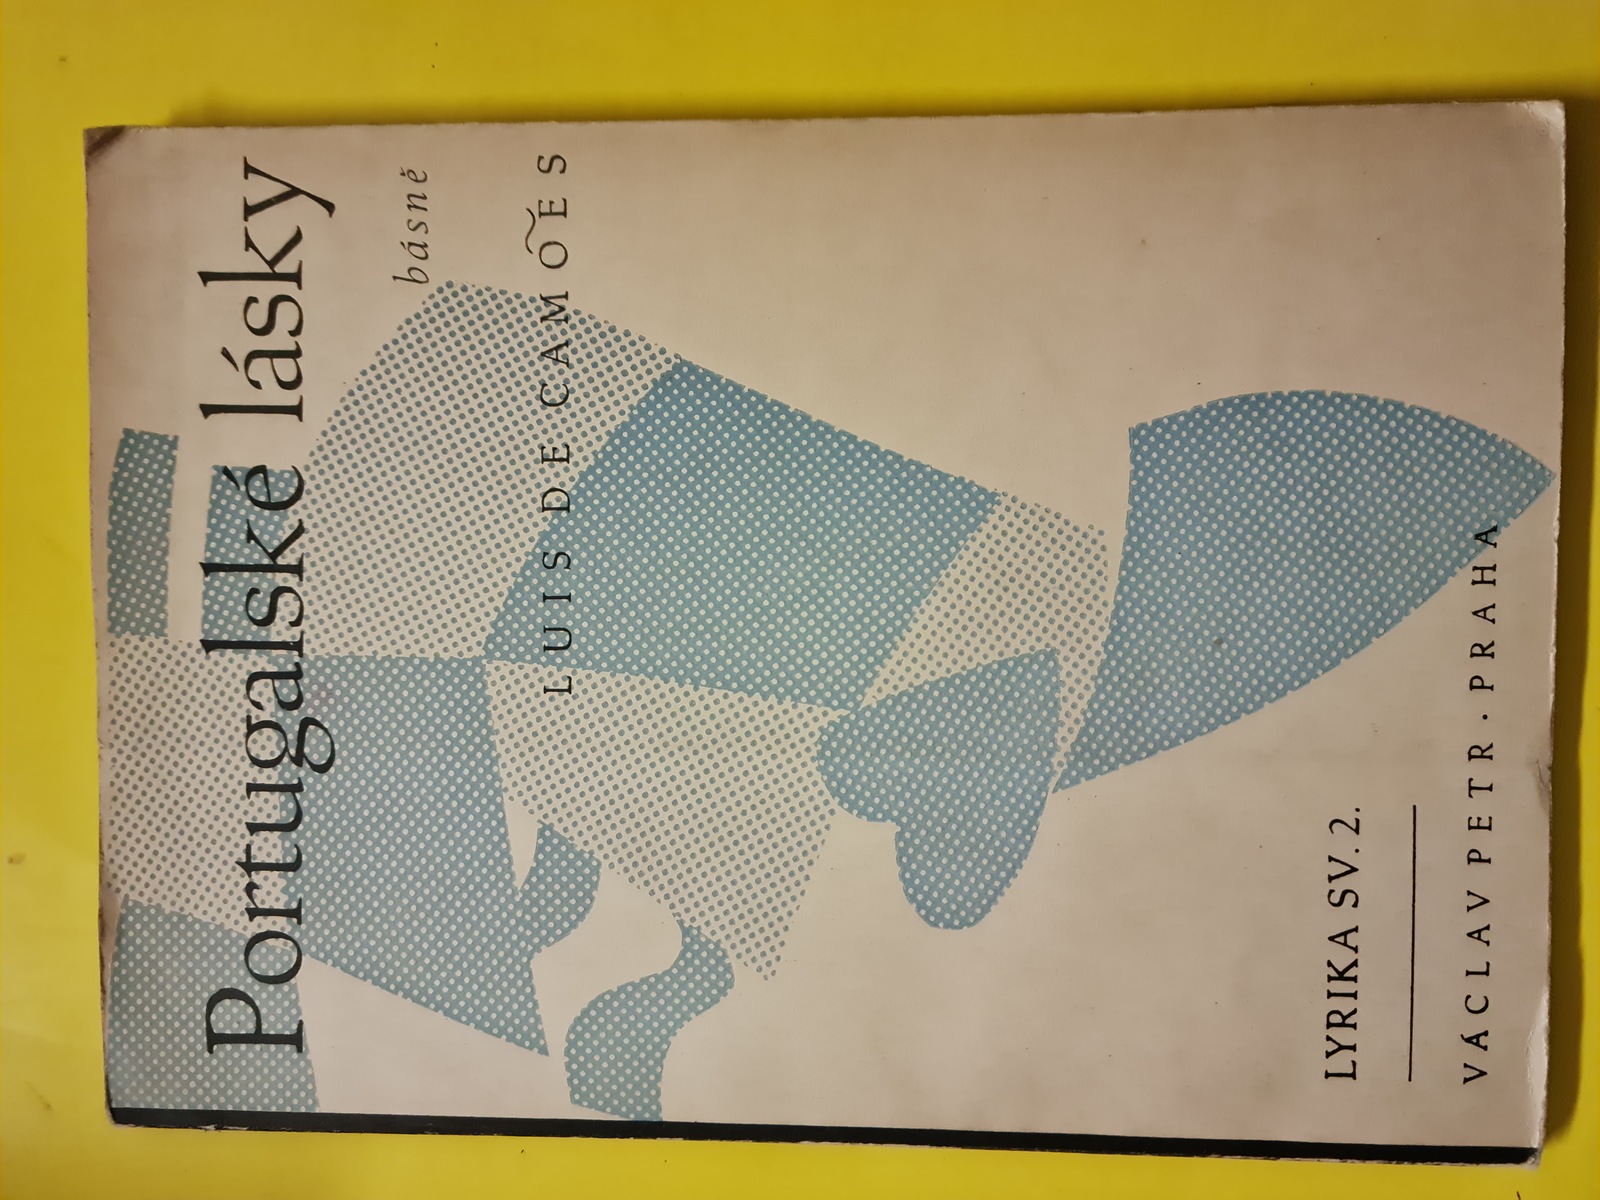 Portugalské lásky
básně
LUIS DE CAMÕES
LYRIKA SV. 2.
VÁCLAV PETR · PRAHA